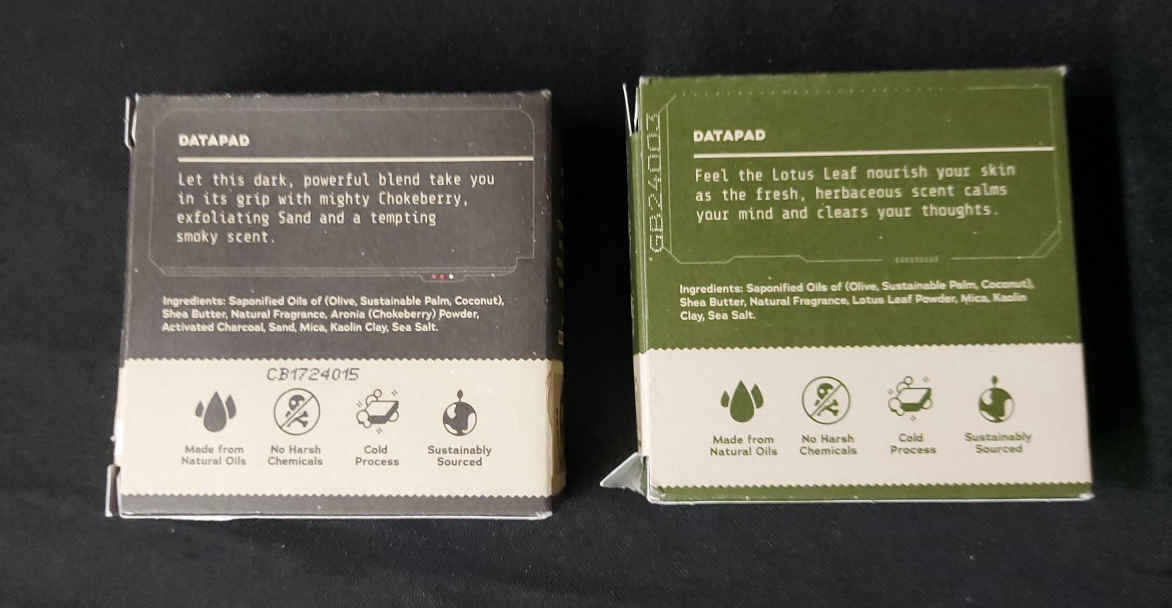 DATAPAD
Let this dark, powerful blend take you
in its grip with mighty Chokeberry,
exfoliating Sand and a tempting
smoky scent.
Ingredients: Saponified Oils of (Olive, Sustainable Palm, Coconut),
Shea Butter, Natural Fragrance, Aronia (Chokeberry) Powder,
Activated Charcoal, Sand, Mica, Kaolin Clay, Sea Salt.
CB1724015
Made from
Natural Oils
No Harsh
Chemicals
Cold
Process
Sustainably
Sourced
GB24003
DATAPAD
Feel the Lotus Leaf nourish your skin
as the fresh, herbaceous scent calms
your mind and clears your thoughts.
Ingredients: Saponified Oils of (Olive, Sustainable Palm, Coconut),
Shea Butter, Natural Fragrance, Lotus Leaf Powder, Mica, Kaolin
Clay, Sea Salt.
Made from
Natural Oils
No Harsh
Chemicals
Cold
Process
Sustainably
Sourced